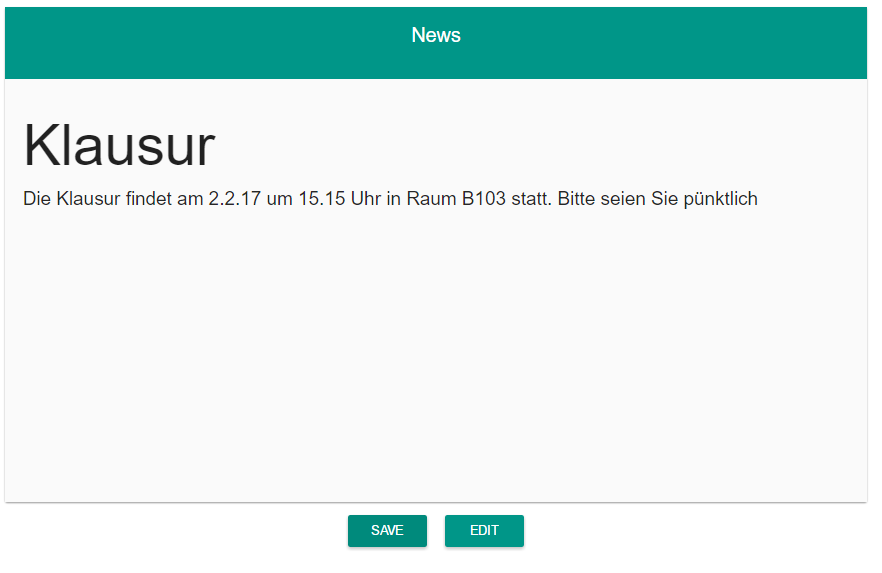 News
Klausur
Die Klausur findet am 2.2.17 um 15.15 Uhr in Raum B103 statt. Bitte seien Sie pünktlich
SAVE EDIT